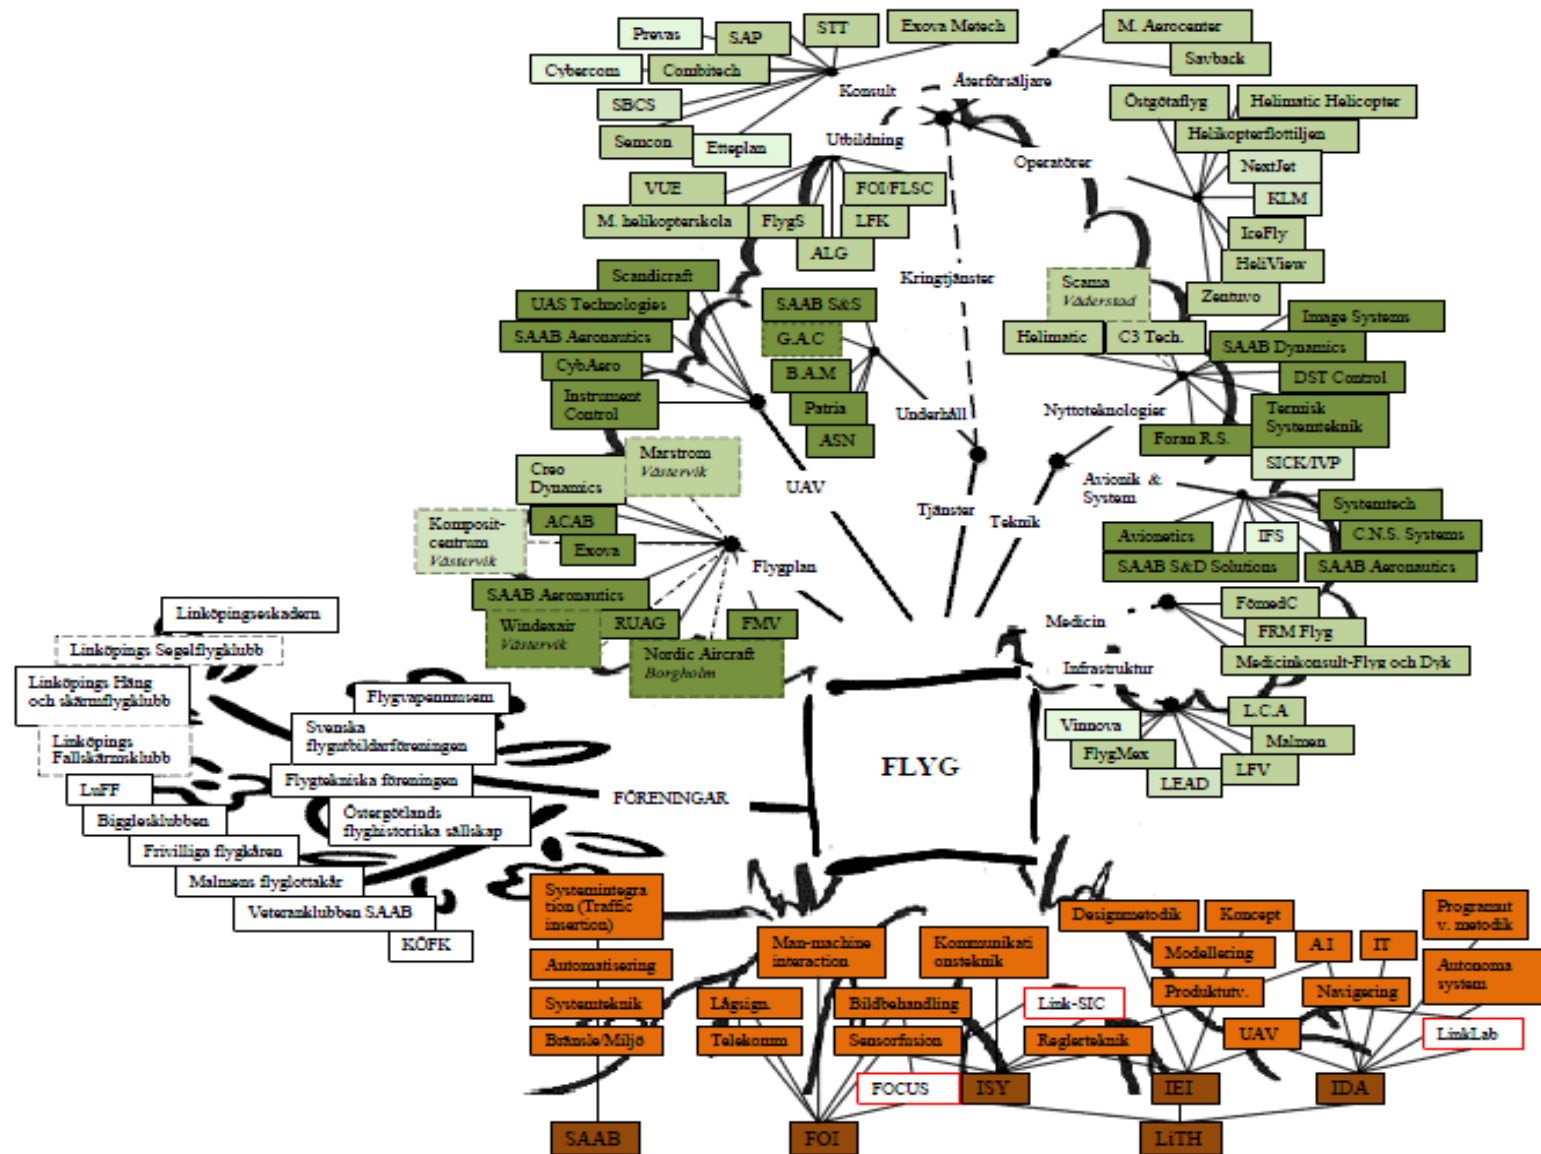 Prevas
SAP
STT
Exova Metech
M. Aerocenter
Savback
Cybercom
Combitech
Konsult
Återförsäljare
SBCS
Östgötaflyg
Helimatic Helicopter
Semcon
Etteplan
Utbildning
Helikopterflottiljen
Operatörer
NextJet
VUE
FOI/FLSC
KLM
M. helikopterskola
FlygS
LFK
IceFly
ALG
HeliView
Scandicraft
Kringtjänster
Scama
Väderstad
Zentuvo
UAS Technologies
SAAB S&S
Image Systems
SAAB Aeronautics
G.A.C
Helimatic
C3 Tech.
SAAB Dynamics
CybAero
B.A.M
DST Control
Instrument
Control
Patria
Underhåll
Nyttoteknologier
Termisk
Systemteknik
ASN
Foran R.S.
Marstrom
Västervik
SICK/IVP
Creo
Dynamics
UAV
Avionik &
System
Tjänster
Teknik
Systemtech
Komposit-
centrum
Västervik
ACAB
Exova
Avionetics
IFS
C.N.S. Systems
Flygplan
SAAB S&D Solutions
SAAB Aeronautics
SAAB Aeronautics
FömedC
Windexair
Västervik
RUAG
FMV
Medicin
FRM Flyg
Nordic Aircraft
Borgholm
Infrastruktur
Medicinkonsult-Flyg och Dyk
Linköpingseskadern
Linköpings Segelflygklubb
Linköpings Häng
och skärmflygklubb
Flygvapenmusem
L.C.A
Vinnova
Svenska
flygutbildarföreningen
Malmen
Linköpings
Fallskärmsklubb
FlygMex
LFV
FLYG
LEAD
Flygtekniska föreningen
LuFF
FÖRENINGAR
Bigglesklubben
Östergötlands
flyghistoriska sällskap
Frivilliga flygkåren
Malmens flyglottakår
Veteranklubben SAAB
KÖFK
Systemintegra
tion (Traffic
insertion)
Designmetodik
Koncept
Programut
v. metodik
Man-machine
interaction
Kommunikati
onsteknik
Modellering
A.I
IT
Automatisering
Autonoma
system
Systemteknik
Lågsign.
Bildbehandling
Link-SIC
Produktutv.
Navigering
Bränsle/Miljö
Telekomm
Sensorfusion
Reglerteknik
UAV
LinkLab
FOCUS
ISY
IEI
IDA
SAAB
FOI
LiTH